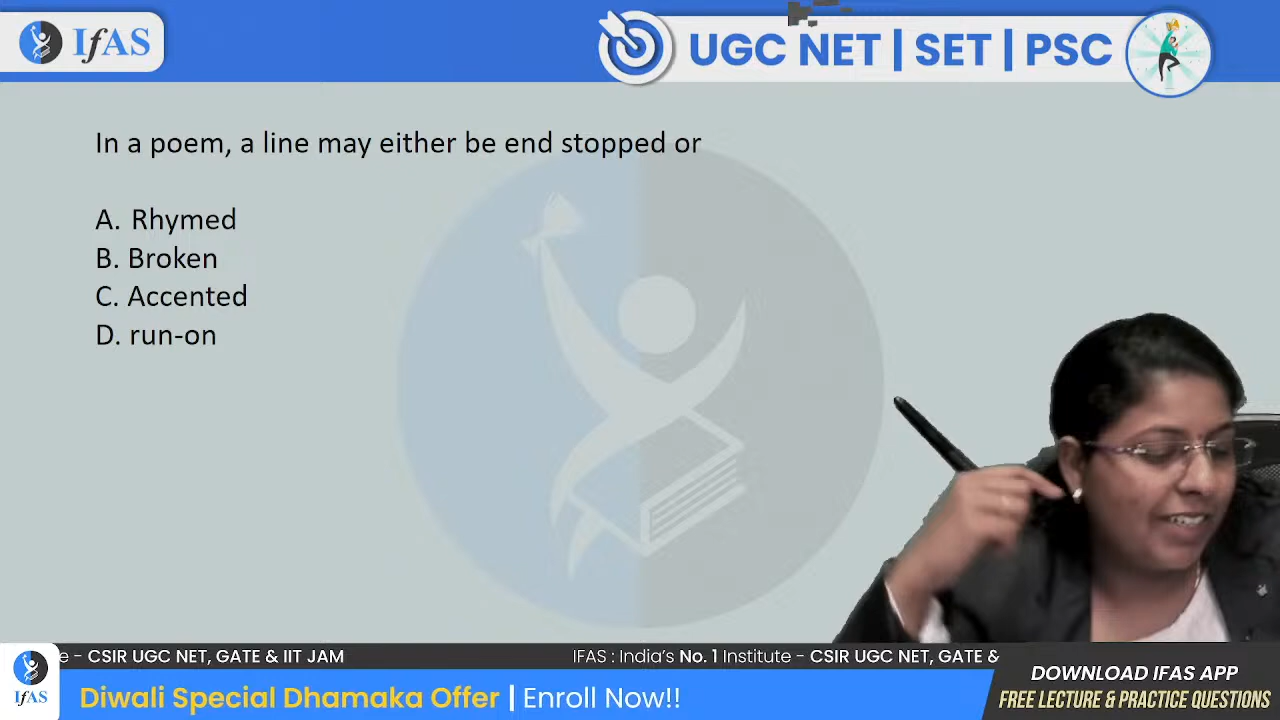 IfAS
UGC NET | SET | PSC
In a poem, a line may either be end stopped or
A. Rhymed
B. Broken
C. Accented
D. run-on
e - CSIR UGC NET, GATE & IIT JAM
IFAS : India's No. 1 Institute - CSIR UGC NET, GATE &
IfAS
Diwali Special Dhamaka Offer | Enroll Now!!
DOWNLOAD IFAS APP
FREE LECTURE & PRACTICE QUESTIONS